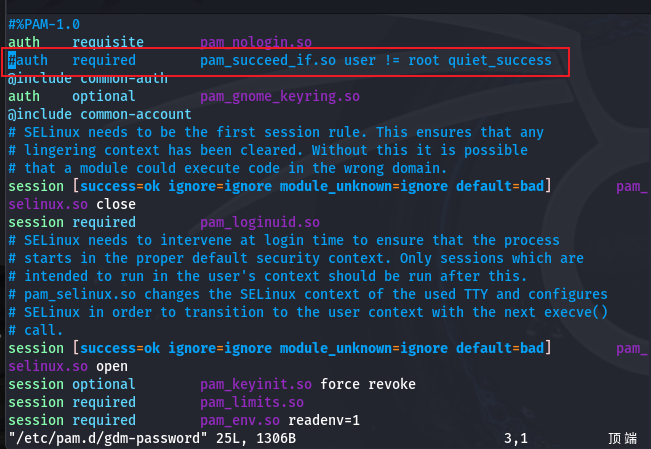 #%PAM-1.0
auth    requisite       pam_nologin.so
#auth   required        pam_succeed_if.so user != root quiet_success
@include common-auth
auth    optional        pam_gnome_keyring.so
@include common-account
# SELinux needs to be the first session rule. This ensures that any
# lingering context has been cleared. Without this it is possible
# that a module could execute code in the wrong domain.
session [success=ok ignore=ignore module_unknown=ignore default=bad]        pam_
selinux.so close
session required        pam_loginuid.so
# SELinux needs to intervene at login time to ensure that the process
# starts in the proper default security context. Only sessions which are
# intended to run in the user's context should be run after this.
# pam_selinux.so changes the SELinux context of the used TTY and configures
# SELinux in order to transition to the user context with the next execve()
# call.
session [success=ok ignore=ignore module_unknown=ignore default=bad]        pam_
selinux.so open
session optional        pam_keyinit.so force revoke
session required        pam_limits.so
session required        pam_env.so readenv=1
"/etc/pam.d/gdm-password" 25L, 1306B                          3,1          顶端